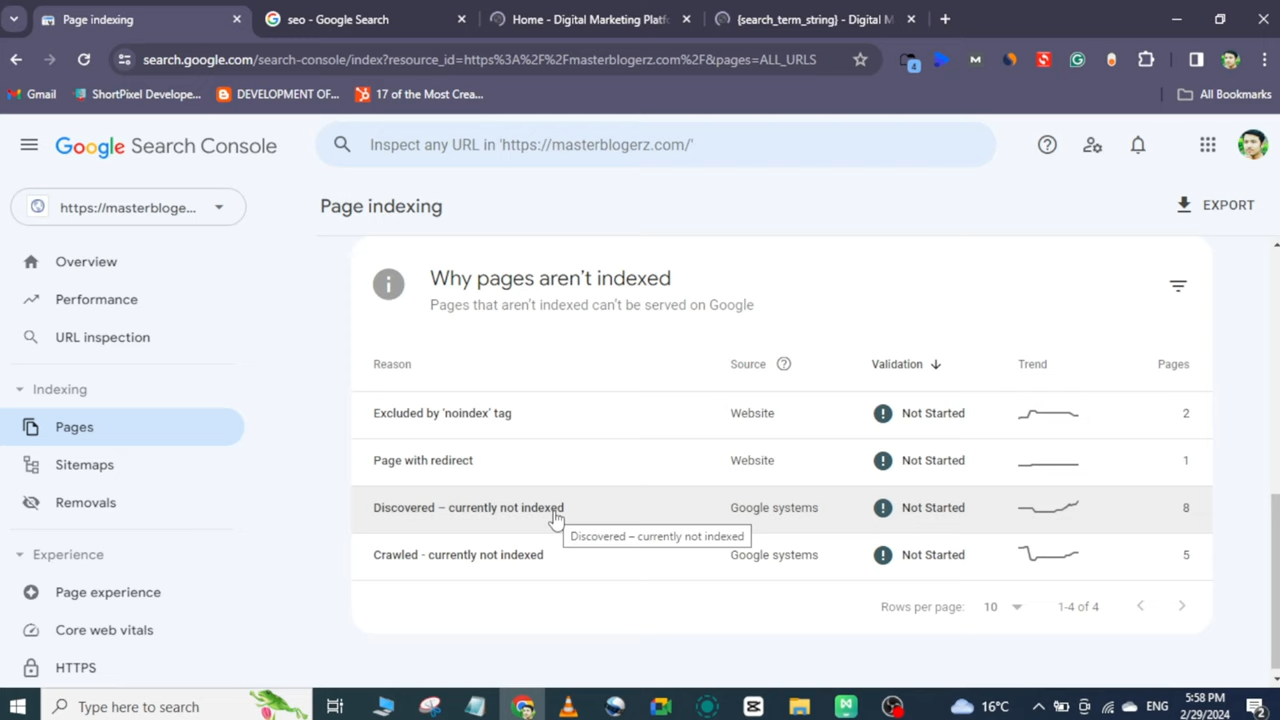 Page indexing
seo - Google Search
Home - Digital Marketing Platf
{search_term_string} - Digital M
search.google.com/search-console/index?resource_id=https%3A%2F%2Fmasterblogerz.com%2F&pages=ALL_URLS
4
Gmail
ShortPixel Develope...
DEVELOPMENT OF...
17 of the Most Crea...
All Bookmarks
Google Search Console
Inspect any URL in 'https://masterblogerz.com/'
https://masterbloge...
Page indexing
EXPORT
Overview
Performance
URL inspection
Indexing
Pages
Sitemaps
Removals
Experience
Page experience
Core web vitals
HTTPS
Why pages aren't indexed
Pages that aren't indexed can't be served on Google
Reason Source Validation Trend Pages
Excluded by 'noindex' tag Website Not Started 2
Page with redirect Website Not Started 1
Discovered – currently not indexed Google systems Not Started 8
Discovered – currently not indexed
Crawled - currently not indexed Google systems Not Started 5
Rows per page: 10 1-4 of 4
Type here to search
16°C
ENG
5:58 PM
2/29/2024
2